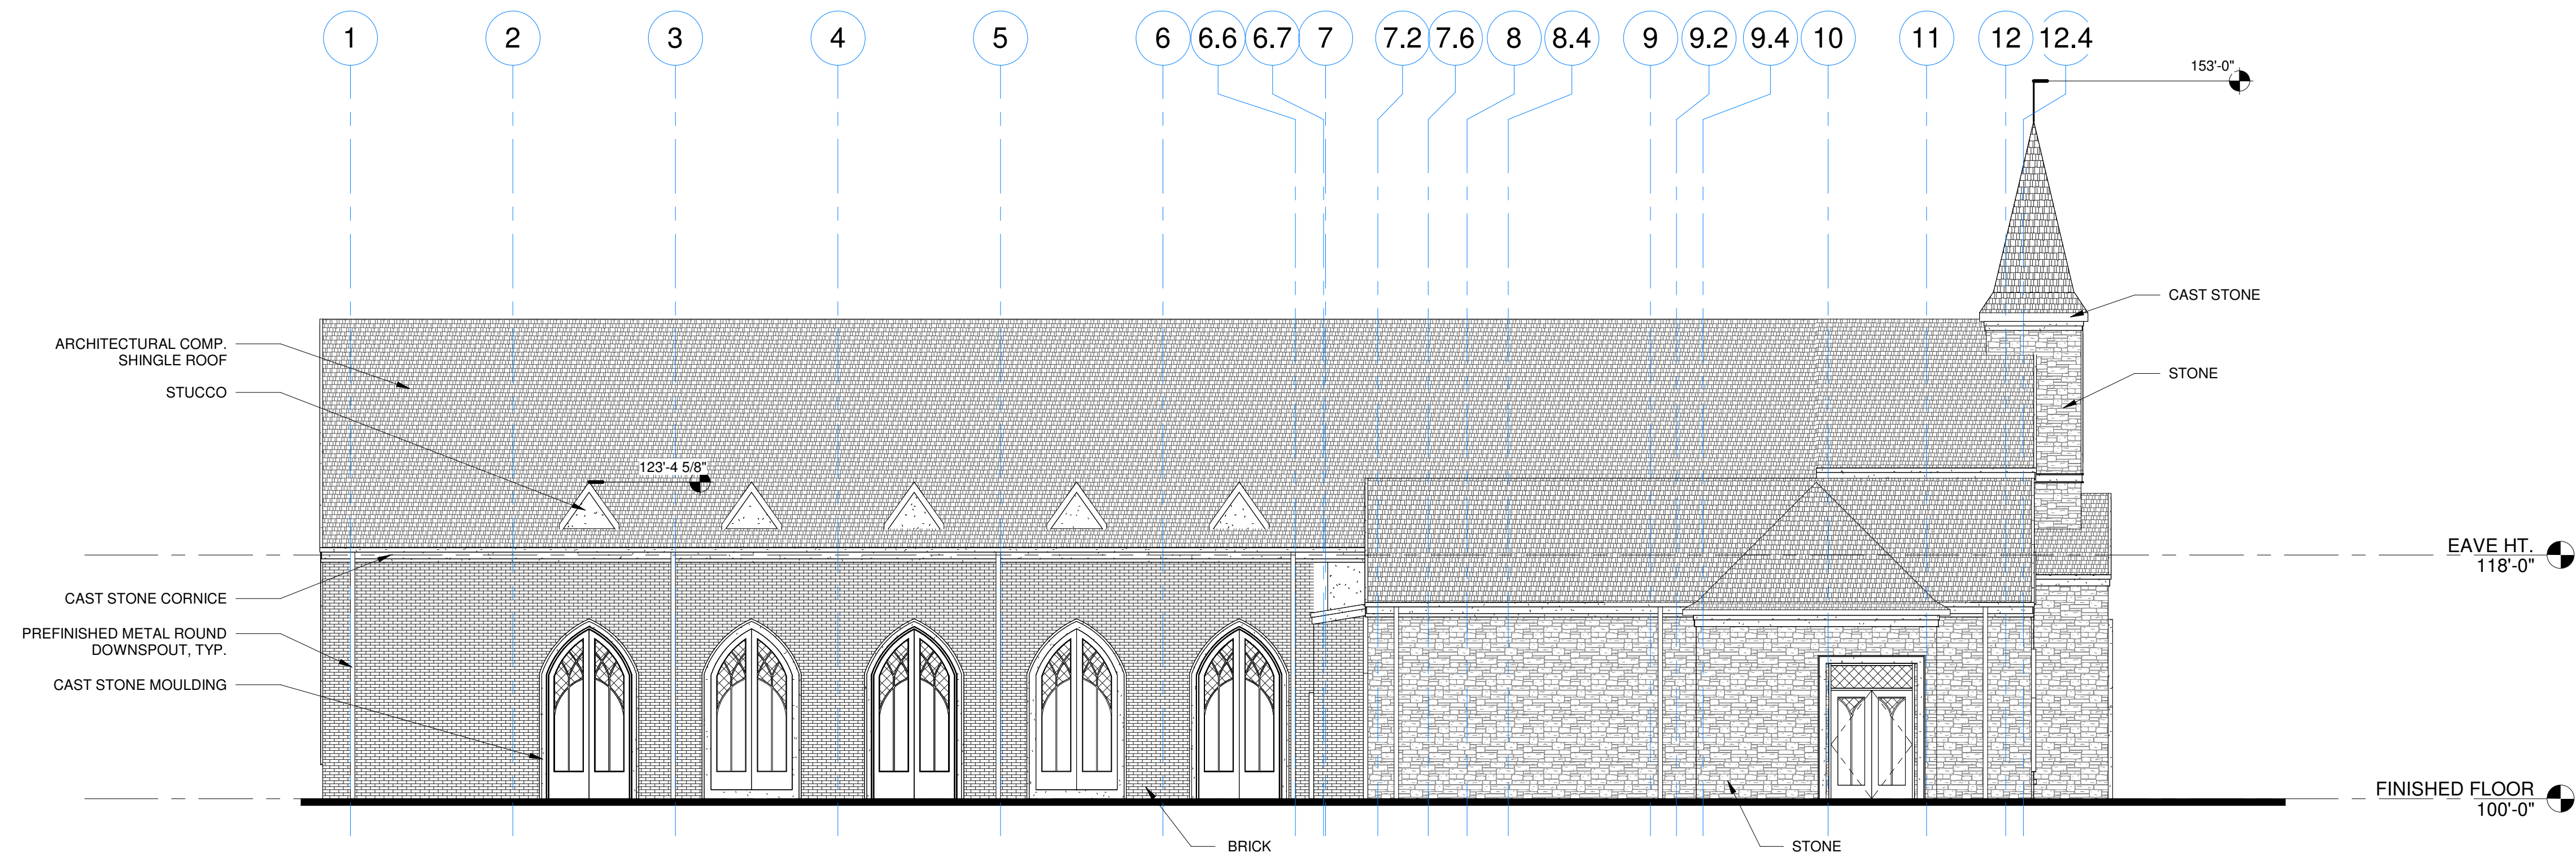 1 2 3 4 5 6 6.6 6.7 7 7.2 7.6 8 8.4 9 9.2 9.4 10 11 12 12.4
153'-0"
CAST STONE
ARCHITECTURAL COMP.
SHINGLE ROOF
STONE
STUCCO
123'-4 5/8"
EAVE HT.
118'-0"
CAST STONE CORNICE
PREFINISHED METAL ROUND
DOWNSPOUT, TYP.
CAST STONE MOULDING
FINISHED FLOOR
100'-0"
BRICK
STONE